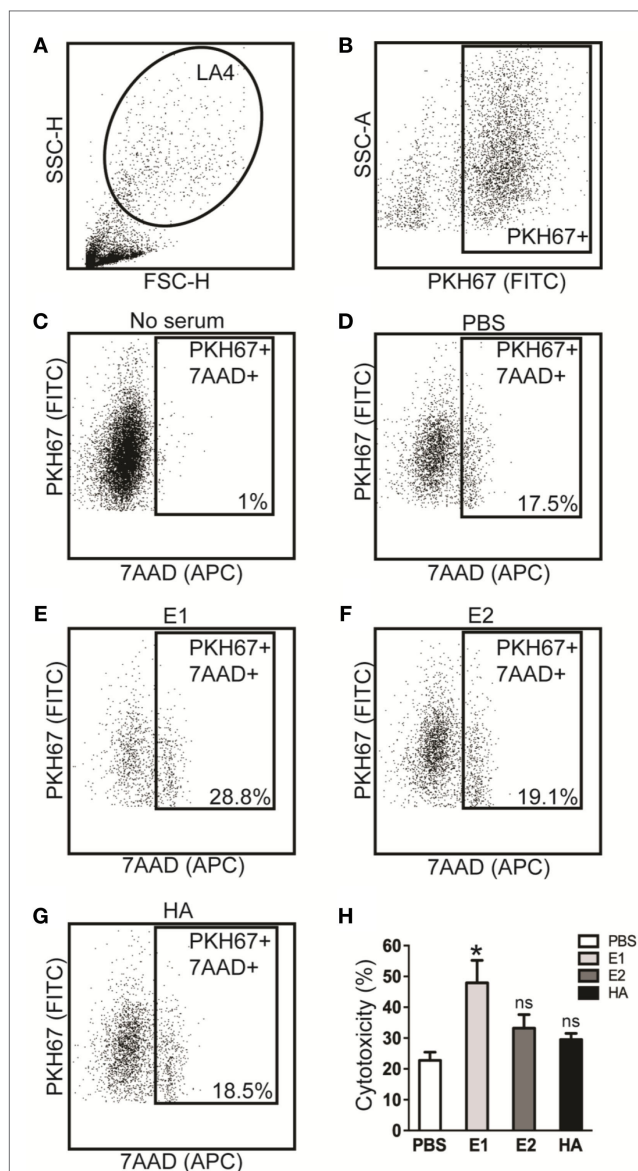 A
LA4
SSC-H
FSC-H
B
SSC-A
PKH67+
PKH67 (FITC)
C
No serum
PKH67+
7AAD+
PKH67 (FITC)
1%
7AAD (APC)
D
PBS
PKH67+
7AAD+
PKH67 (FITC)
17.5%
7AAD (APC)
E
E1
PKH67+
7AAD+
PKH67 (FITC)
28.8%
7AAD (APC)
F
E2
PKH67+
7AAD+
PKH67 (FITC)
19.1%
7AAD (APC)
G
HA
PKH67+
7AAD+
PKH67 (FITC)
18.5%
7AAD (APC)
H
PBS
E1
E2
HA
Cytotoxicity (%)
60
50
40
30
20
10
0
*
ns
ns
PBS E1 E2 HA